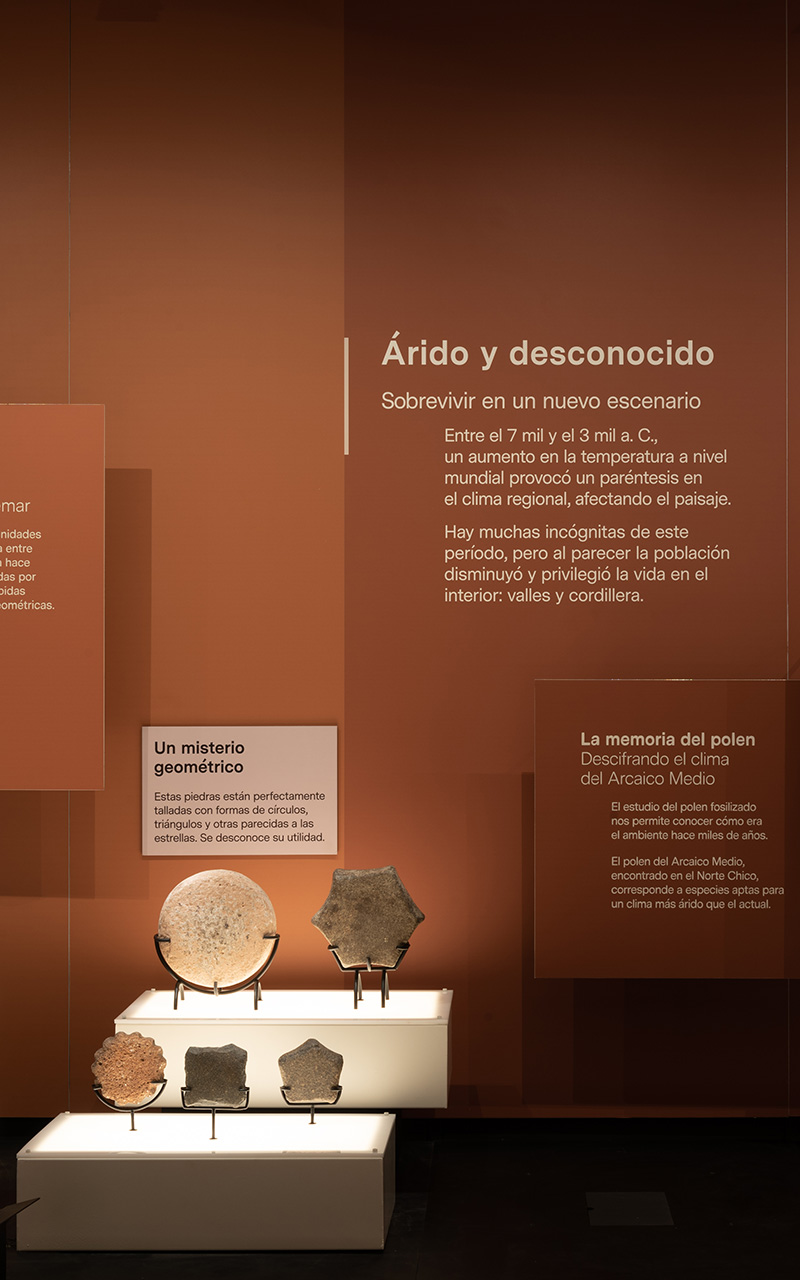 Árido y desconocido
Sobrevivir en un nuevo escenario
Entre el 7 mil y el 3 mil a. C.,
un aumento en la temperatura a nivel
mundial provocó un paréntesis en
el clima regional, afectando el paisaje.
Hay muchas incógnitas de este
período, pero al parecer la población
disminuyó y privilegió la vida en el
interior: valles y cordillera.
mar
nidades
entre
hace
das por
bidas
eométricas.
Un misterio
geométrico
Estas piedras están perfectamente
talladas con formas de círculos,
triángulos y otras parecidas a las
estrellas. Se desconoce su utilidad.
La memoria del polen
Descifrando el clima
del Arcaico Medio
El estudio del polen fosilizado
nos permite conocer cómo era
el ambiente hace miles de años.
El polen del Arcaico Medio,
encontrado en el Norte Chico,
corresponde a especies aptas para
un clima más árido que el actual.